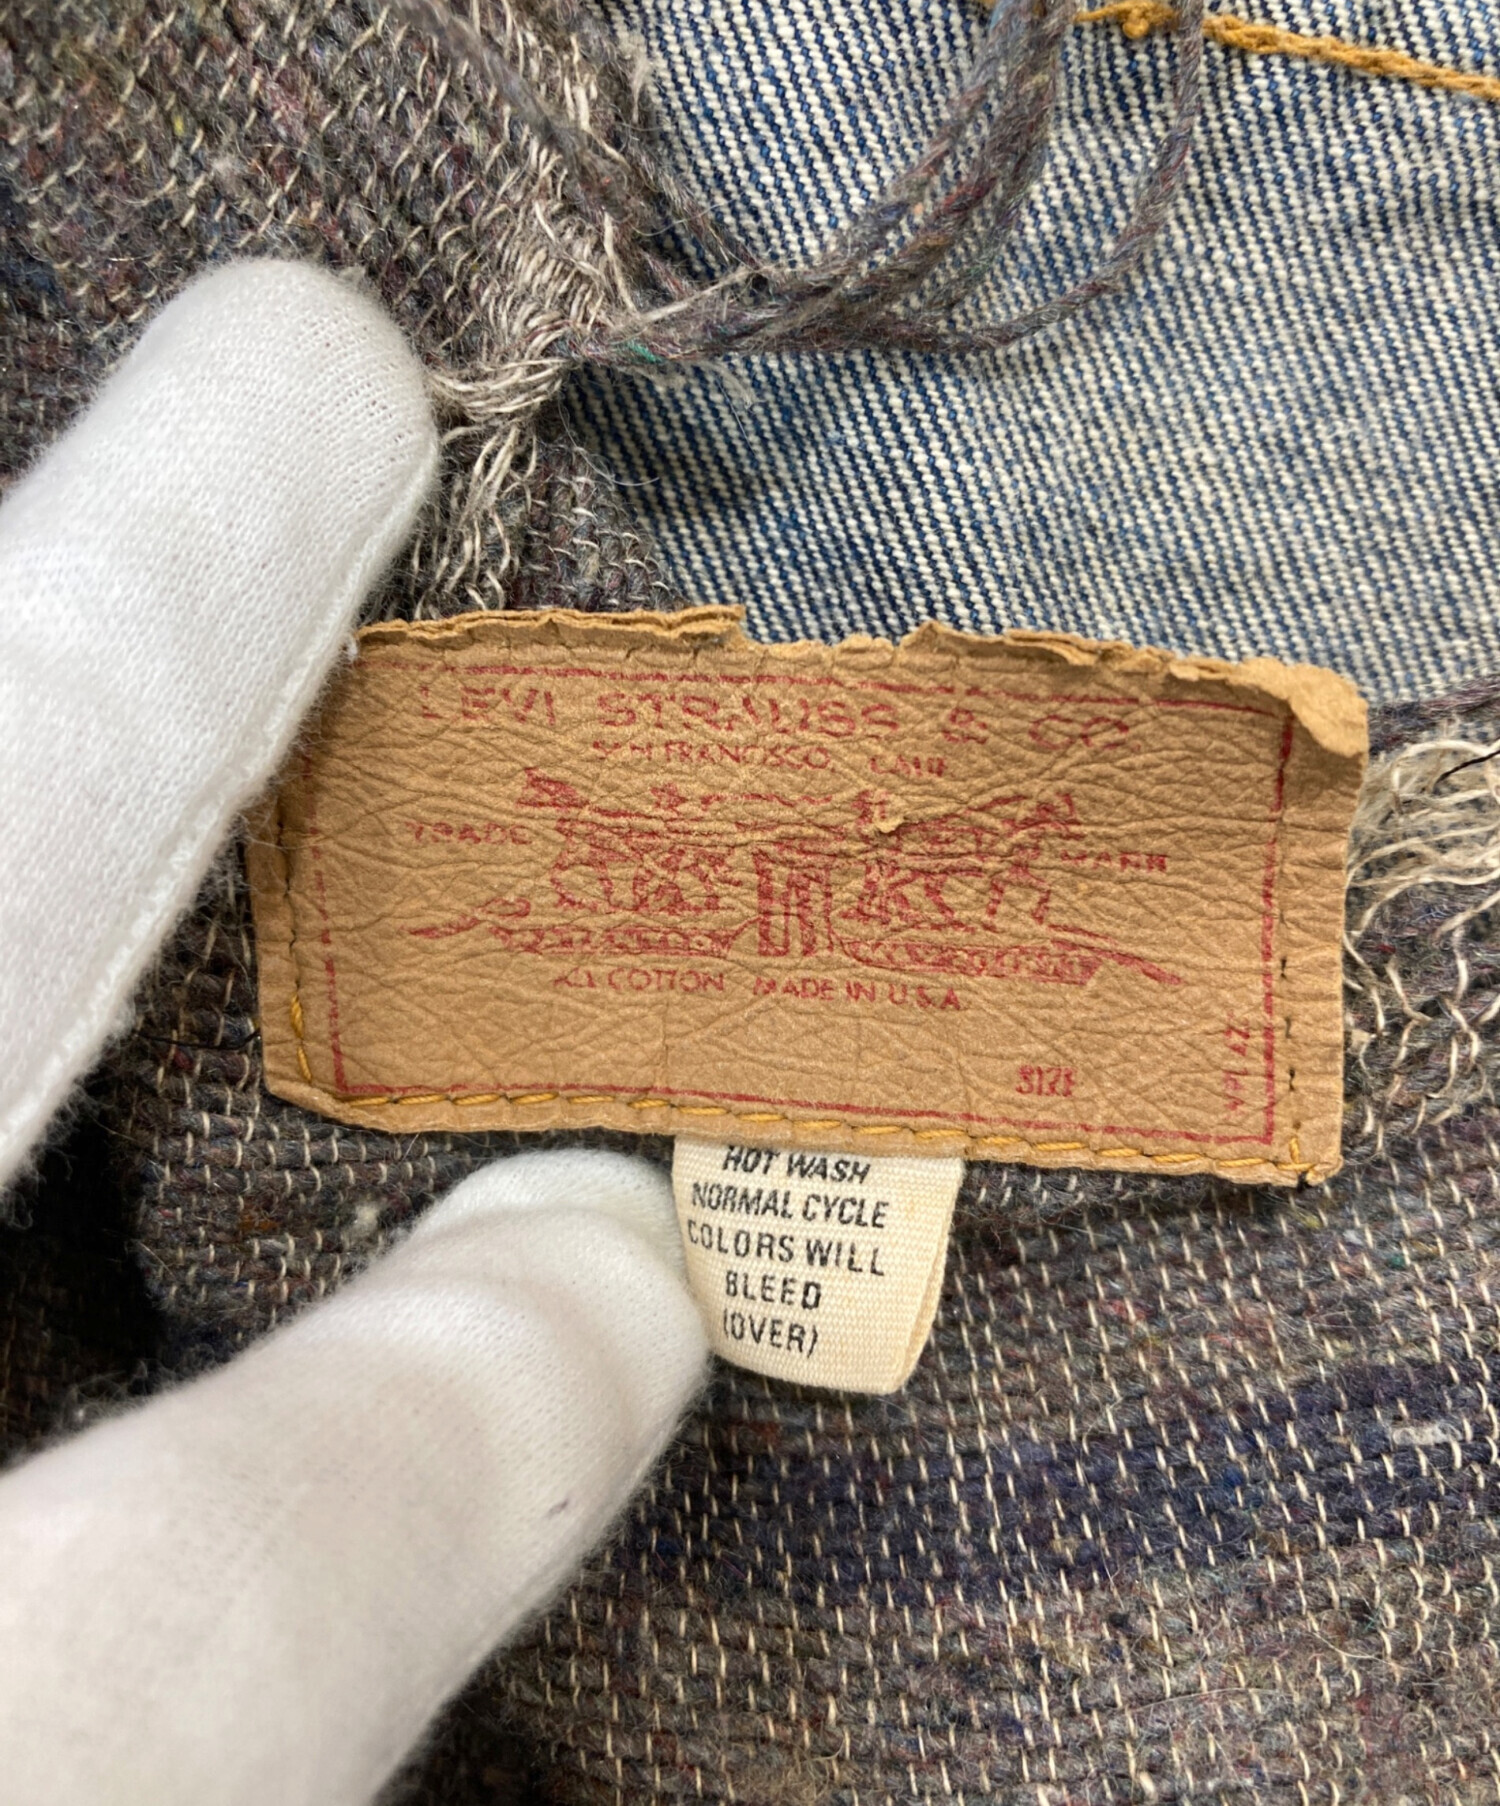 LEVI STRAUSS & CO.
SAN FRANCISCO, CALIF
TRADE MARK
ALL COTTON MADE IN U.S.A.
SIZE
HOT WASH
NORMAL CYCLE
COLORS WILL
BLEED
(OVER)